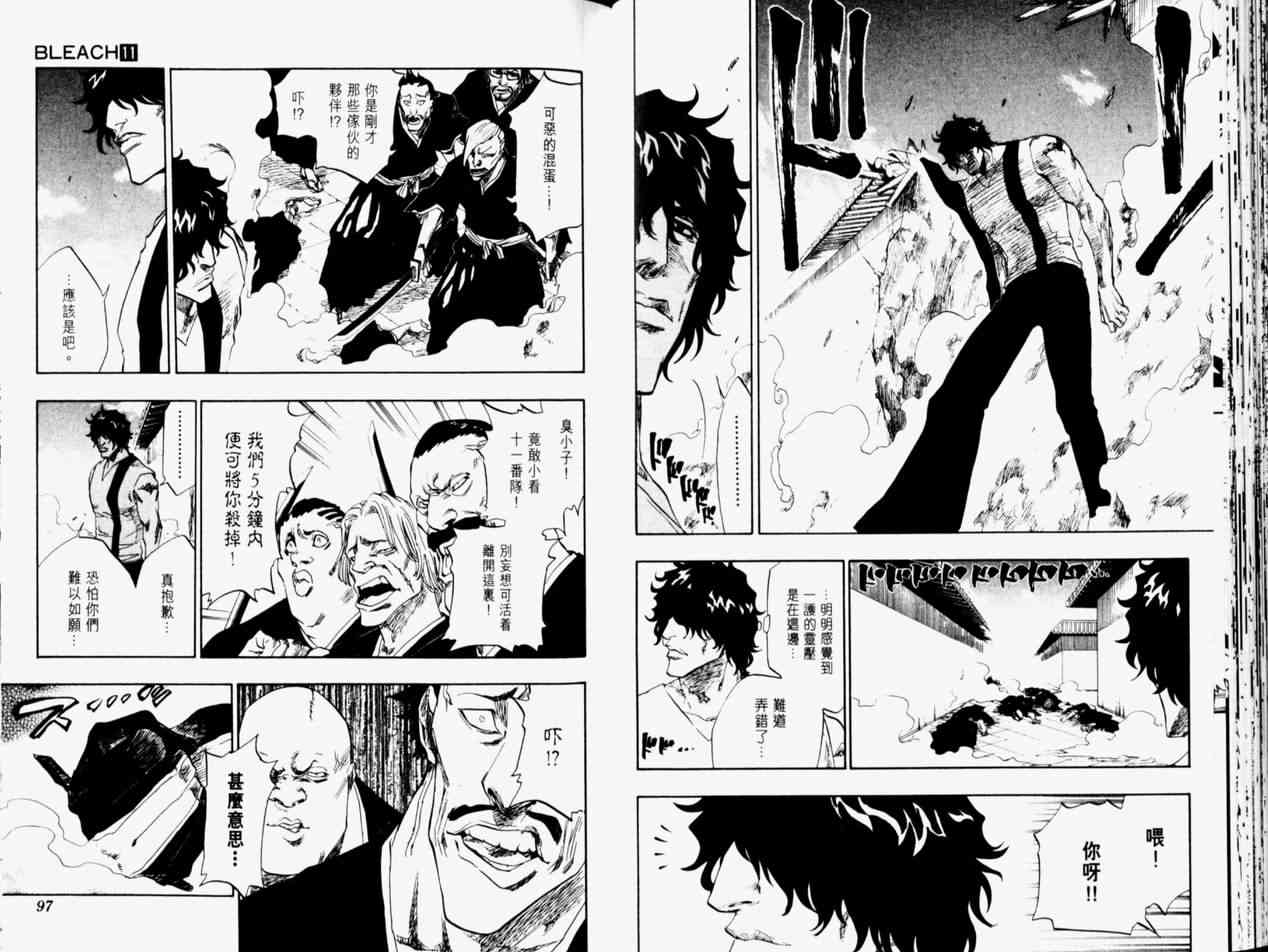 …明明感覺到
一護的靈壓
是在這邊…
難道
弄錯了…
喂！
你呀!!
BLEACH 11
可惡的混蛋…！
你是剛才
那些傢伙的
夥伴!?
吓!?
…應該是吧。
臭小子！
竟敢小看
十一番隊！
別妄想可活着
離開這裏！
我們5分鐘內
便可將你殺掉！
真抱歉…
恐怕你們
難以如願…
吓!?
甚麼意思…
97